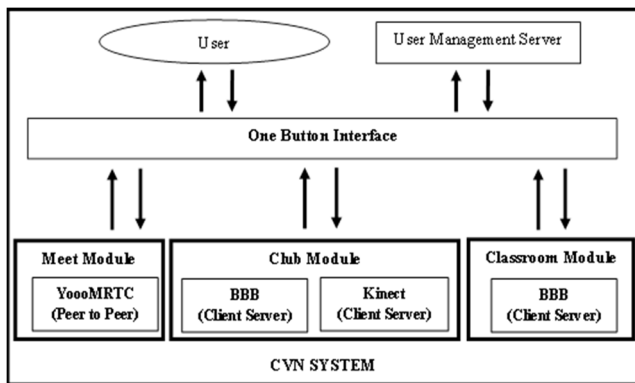 User
User Management Server
One Button Interface
Meet Module
YoooMRTC
(Peer to Peer)
Club Module
BBB
(Client Server)
Kinect
(Client Server)
Classroom Module
BBB
(Client Server)
CVN SYSTEM